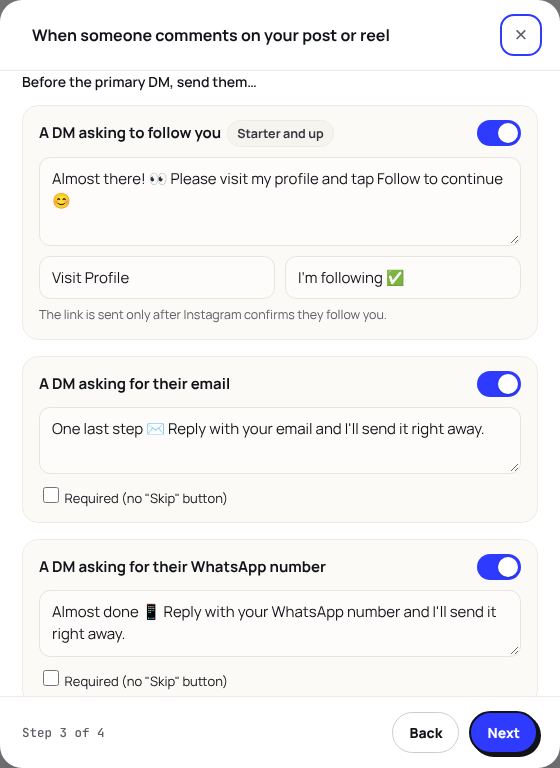 When someone comments on your post or reel
Before the primary DM, send them...
A DM asking to follow you Starter and up
Almost there! 👀 Please visit my profile and tap Follow to continue
😊
Visit Profile
I'm following ✅
The link is sent only after Instagram confirms they follow you.
A DM asking for their email
One last step ✉️ Reply with your email and I'll send it right away.
Required (no "Skip" button)
A DM asking for their WhatsApp number
Almost done 📱 Reply with your WhatsApp number and I'll send it
right away.
Required (no "Skip" button)
Step 3 of 4
Back
Next